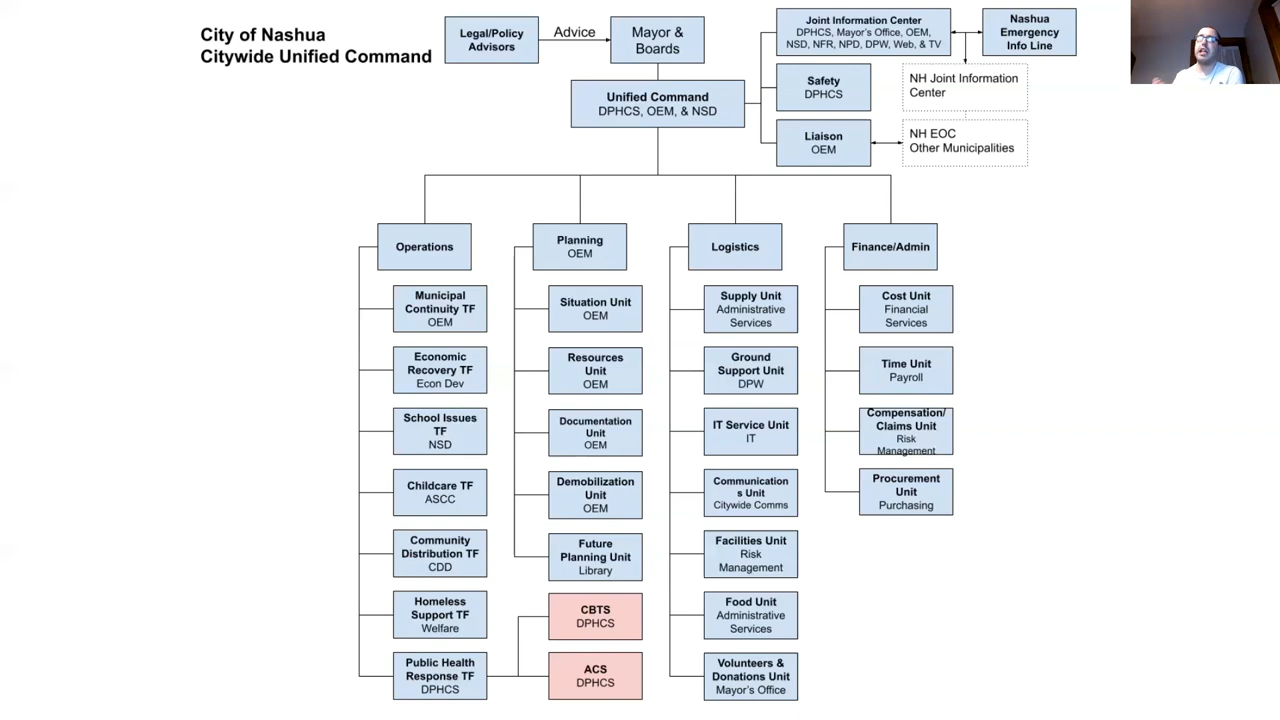 City of Nashua
Citywide Unified Command
Legal/Policy
Advisors
Advice
Mayor &
Boards
Unified Command
DPHCS, OEM, & NSD
Joint Information Center
DPHCS, Mayor's Office, OEM,
NSD, NFR, NPD, DPW, Web, & TV
Nashua
Emergency
Info Line
Safety
DPHCS
NH Joint Information
Center
Liaison
OEM
NH EOC
Other Municipalities
Operations
Municipal
Continuity TF
OEM
Economic
Recovery TF
Econ Dev
School Issues
TF
NSD
Childcare TF
ASCC
Community
Distribution TF
CDD
Homeless
Support TF
Welfare
Public Health
Response TF
DPHCS
Planning
OEM
Situation Unit
OEM
Resources
Unit
OEM
Documentation
Unit
OEM
Demobilization
Unit
OEM
Future
Planning Unit
Library
CBTS
DPHCS
ACS
DPHCS
Logistics
Supply Unit
Administrative
Services
Ground
Support Unit
DPW
IT Service Unit
IT
Communication
s Unit
Citywide Comms
Facilities Unit
Risk
Management
Food Unit
Administrative
Services
Volunteers &
Donations Unit
Mayor's Office
Finance/Admin
Cost Unit
Financial
Services
Time Unit
Payroll
Compensation/
Claims Unit
Risk
Management
Procurement
Unit
Purchasing